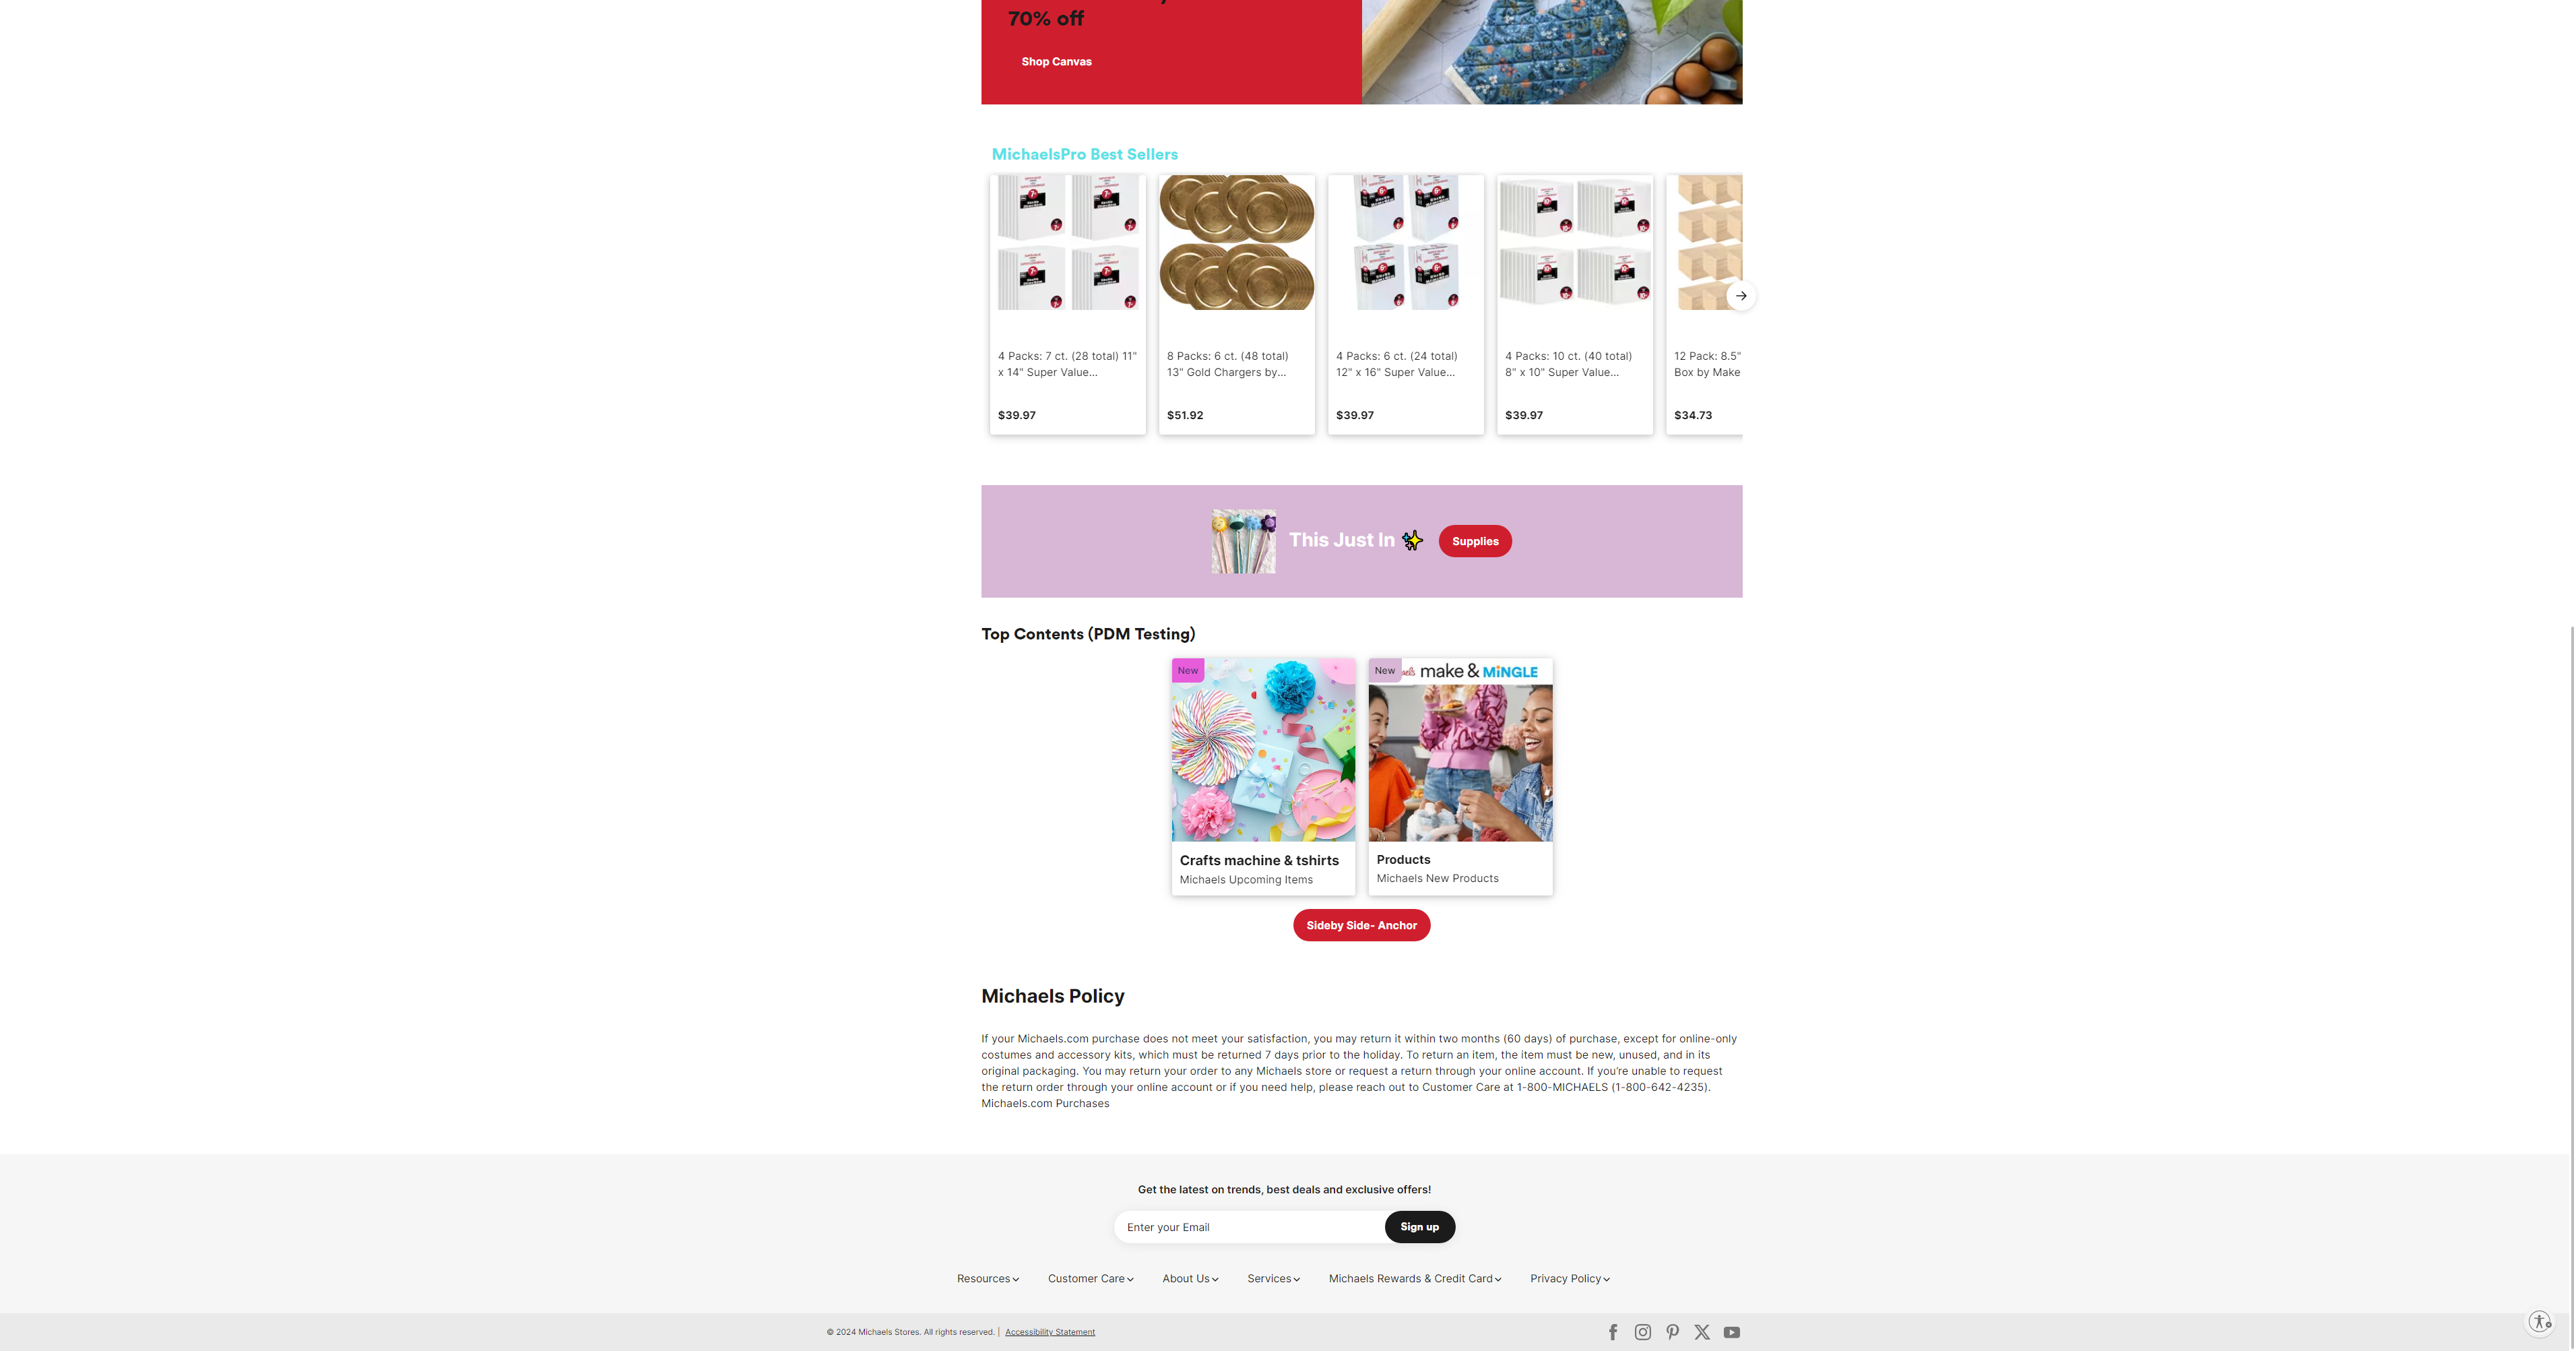 70% off
Shop Canvas
MichaelsPro Best Sellers
4 Packs: 7 ct. (28 total) 11"
x 14" Super Value...
$39.97
8 Packs: 6 ct. (48 total)
13" Gold Chargers by...
$51.92
4 Packs: 6 ct. (24 total)
12" x 16" Super Value...
$39.97
4 Packs: 10 ct. (40 total)
8" x 10" Super Value...
$39.97
12 Pack: 8.5"
Box by Make
$34.73
This Just In
Supplies
Top Contents (PDM Testing)
New
Crafts machine & tshirts
Michaels Upcoming Items
New
make & MiNGLE
Products
Michaels New Products
Sideby Side- Anchor
Michaels Policy
If your Michaels.com purchase does not meet your satisfaction, you may return it within two months (60 days) of purchase, except for online-only
costumes and accessory kits, which must be returned 7 days prior to the holiday. To return an item, the item must be new, unused, and in its
original packaging. You may return your order to any Michaels store or request a return through your online account. If you're unable to request
the return order through your online account or if you need help, please reach out to Customer Care at 1-800-MICHAELS (1-800-642-4235).
Michaels.com Purchases
Get the latest on trends, best deals and exclusive offers!
Enter your Email
Sign up
Resources
Customer Care
About Us
Services
Michaels Rewards & Credit Card
Privacy Policy
© 2024 Michaels Stores. All rights reserved. |
Accessibility Statement